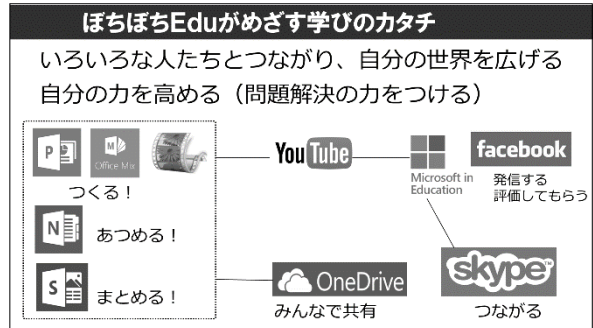 ぼちぼちEduがめざす学びのカタチ
いろいろな人たちとつながり、自分の世界を広げる
自分の力を高める（問題解決の力をつける）
P
Office Mix
つくる！
YouTube
Microsoft in
Education
facebook
発信する
評価してもらう
N
あつめる！
S
まとめる！
OneDrive
みんなで共有
skype™
つながる